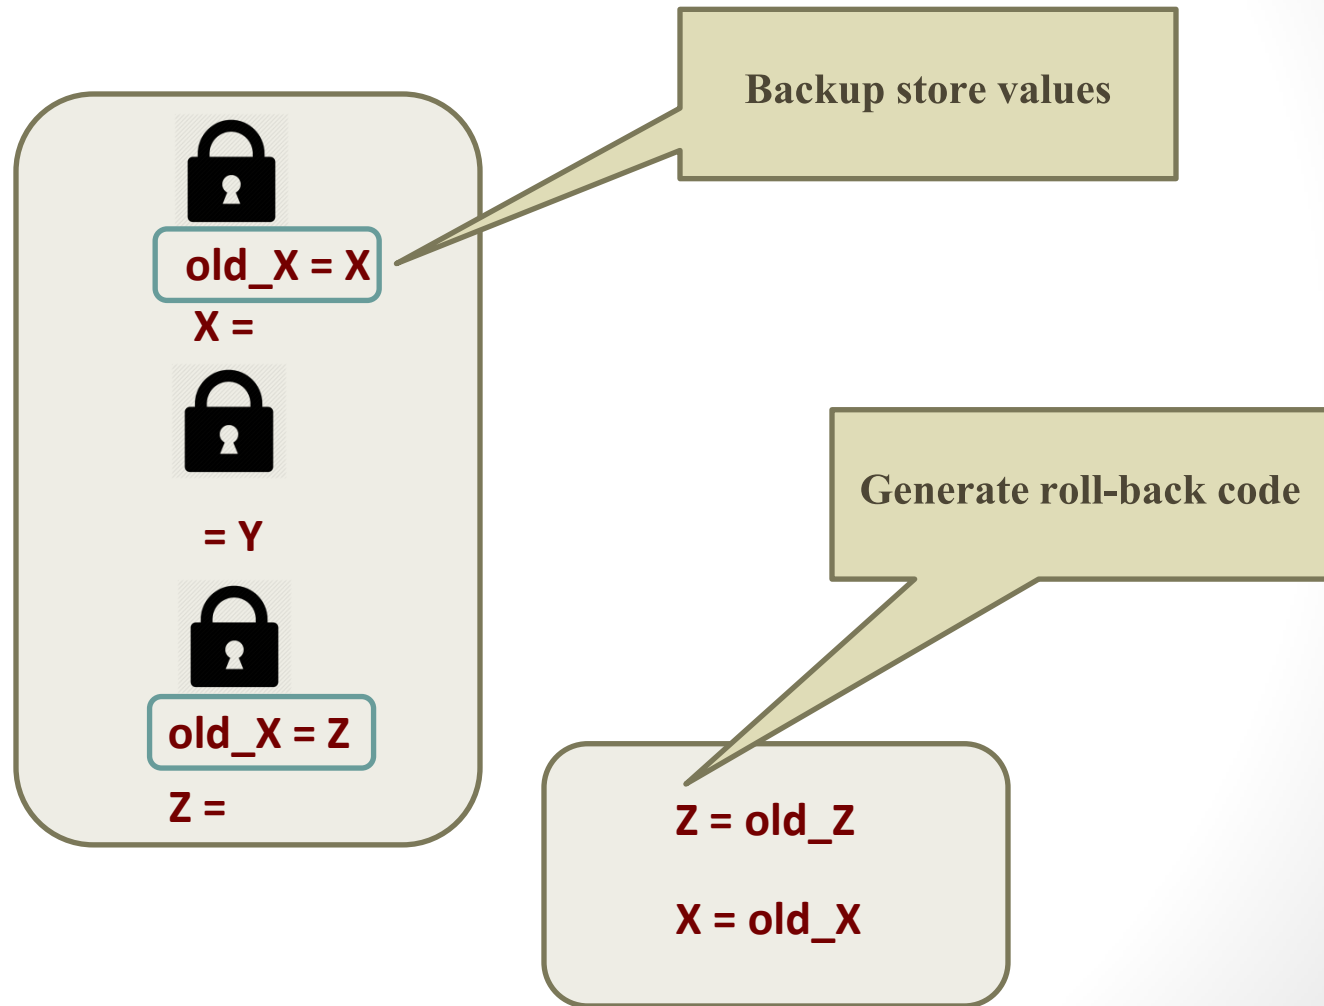 Backup store values
old_X = X
X =
= Y
old_X = Z
Z =
Generate roll-back code
Z = old_Z
X = old_X